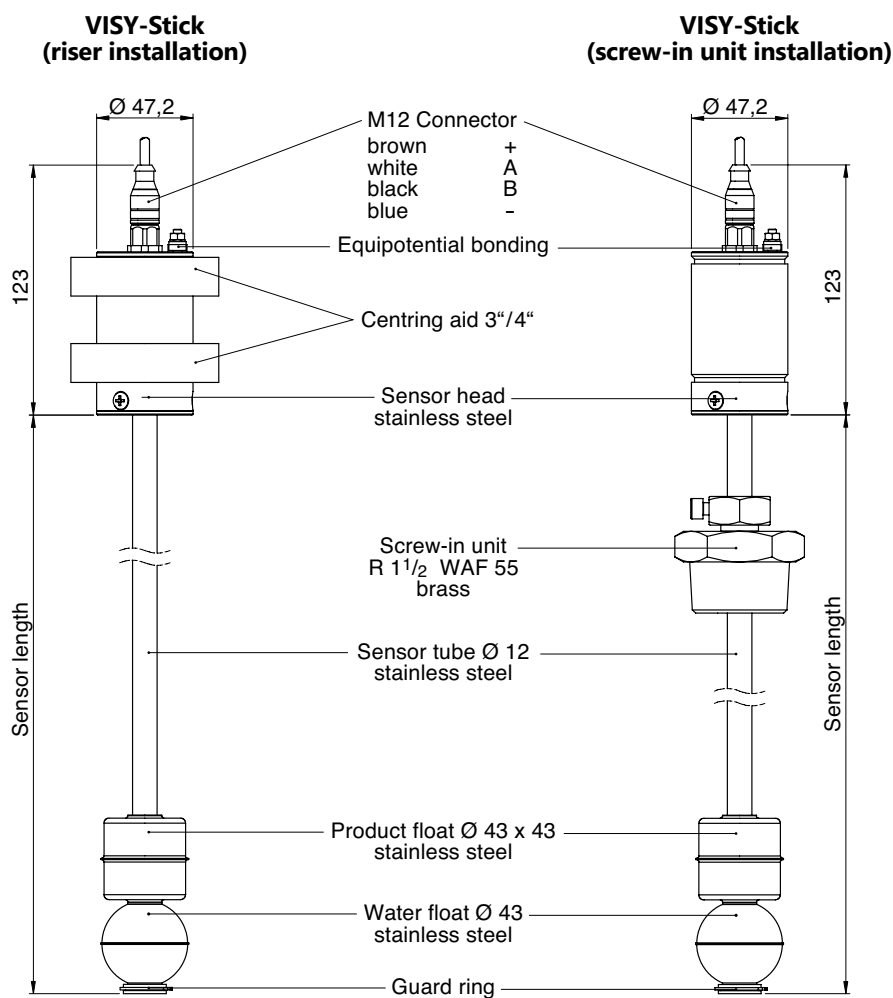 VISY-Stick
(riser installation)
VISY-Stick
(screw-in unit installation)
Ø 47,2
Ø 47,2
M12 Connector
brown +
white A
black B
blue -
Equipotential bonding
123
123
Centring aid 3“/4“
Sensor head
stainless steel
Screw-in unit
R 1 1/2 WAF 55
brass
Sensor length
Sensor length
Sensor tube Ø 12
stainless steel
Product float Ø 43 x 43
stainless steel
Water float Ø 43
stainless steel
Guard ring